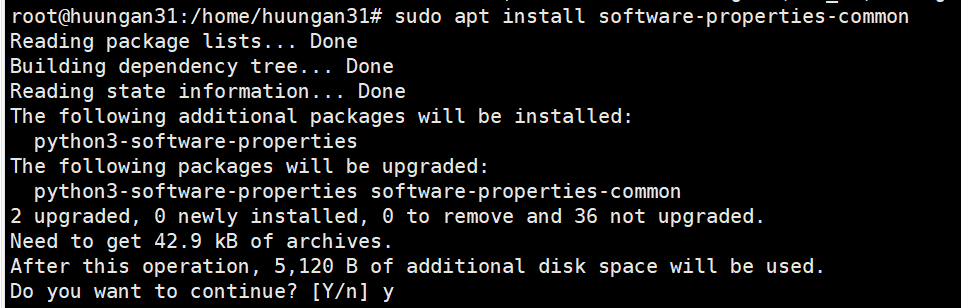 root@huungan31:/home/huungan31# sudo apt install software-properties-common
Reading package lists... Done
Building dependency tree... Done
Reading state information... Done
The following additional packages will be installed:
  python3-software-properties
The following packages will be upgraded:
  python3-software-properties software-properties-common
2 upgraded, 0 newly installed, 0 to remove and 36 not upgraded.
Need to get 42.9 kB of archives.
After this operation, 5,120 B of additional disk space will be used.
Do you want to continue? [Y/n] y